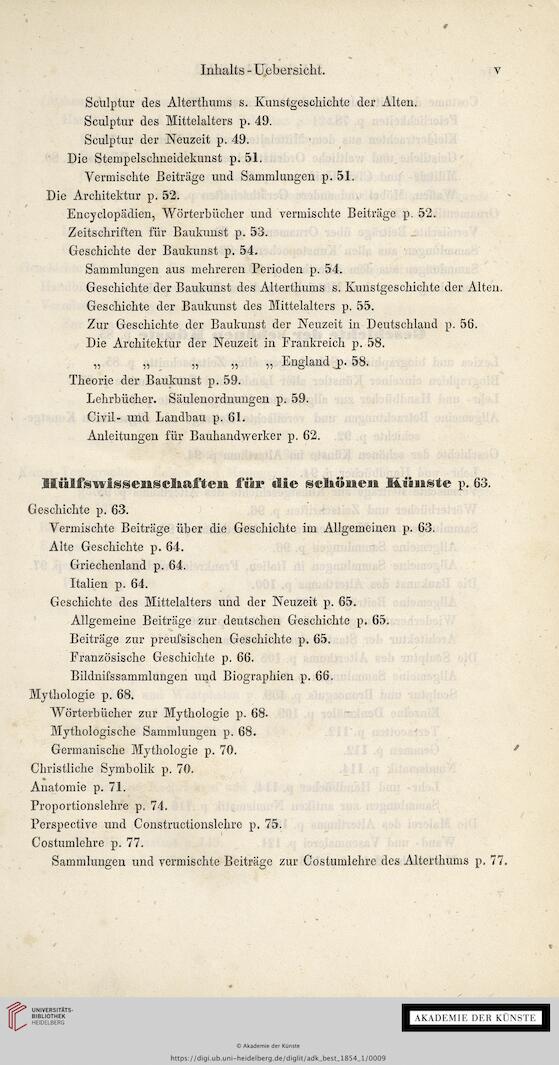 Inhalts-Uebersicht. V
Sculptur des Alterthums s. Kunstgeschichte der Alten.
Sculptur des Mittelalters p. 49.
Sculptur der Neuzeit p. 49.
Die Stempelschneidekunst p. 51.
Vermischte Beiträge und Sammlungen p. 51.
Die Architektur p. 52.
Encyclopädien, Wörterbücher und vermischte Beiträge p. 52.
Zeitschriften für Baukunst p. 53.
Geschichte der Baukunst p. 54.
Sammlungen aus mehreren Perioden p. 54.
Geschichte der Baukunst des Alterthums s. Kunstgeschichte der Alten.
Geschichte der Baukunst des Mittelalters p. 55.
Zur Geschichte der Baukunst der Neuzeit in Deutschland p. 56.
Die Architektur der Neuzeit in Frankreich p. 58.
„ „ „ „ „ England p. 58.
Theorie der Baukunst p. 59.
Lehrbücher. Säulenordnungen p. 59.
Civil- und Landbau p. 61.
Anleitungen für Bauhandwerker p. 62.
Hülfswissenschaften für die schönen Künste p. 63.
Geschichte p. 63.
Vermischte Beiträge über die Geschichte im Allgemeinen p. 63.
Alte Geschichte p. 64.
Griechenland p. 64.
Italien p. 64.
Geschichte des Mittelalters und der Neuzeit p. 65.
Allgemeine Beiträge zur deutschen Geschichte p. 65.
Beiträge zur preufsischen Geschichte p. 65.
Französische Geschichte p. 66.
Bildnifssammlungen und Biographien p. 66.
Mythologie p. 68.
Wörterbücher zur Mythologie p. 68.
Mythologische Sammlungen p. 68.
Germanische Mythologie p. 70.
Christliche Symbolik p. 70.
Anatomie p. 71.
Proportionslehre p. 74.
Perspective und Constructionslehre p. 75.
Costumlehre p. 77.
Sammlungen und vermischte Beiträge zur Costumlehre des Alterthums p. 77.
UNIVERSITÄTS-
BIBLIOTHEK
HEIDELBERG
AKADEMIE DER KÜNSTE
© Akademie der Künste
https://digi.ub.uni-heidelberg.de/diglit/adk_best_1854_1/0009